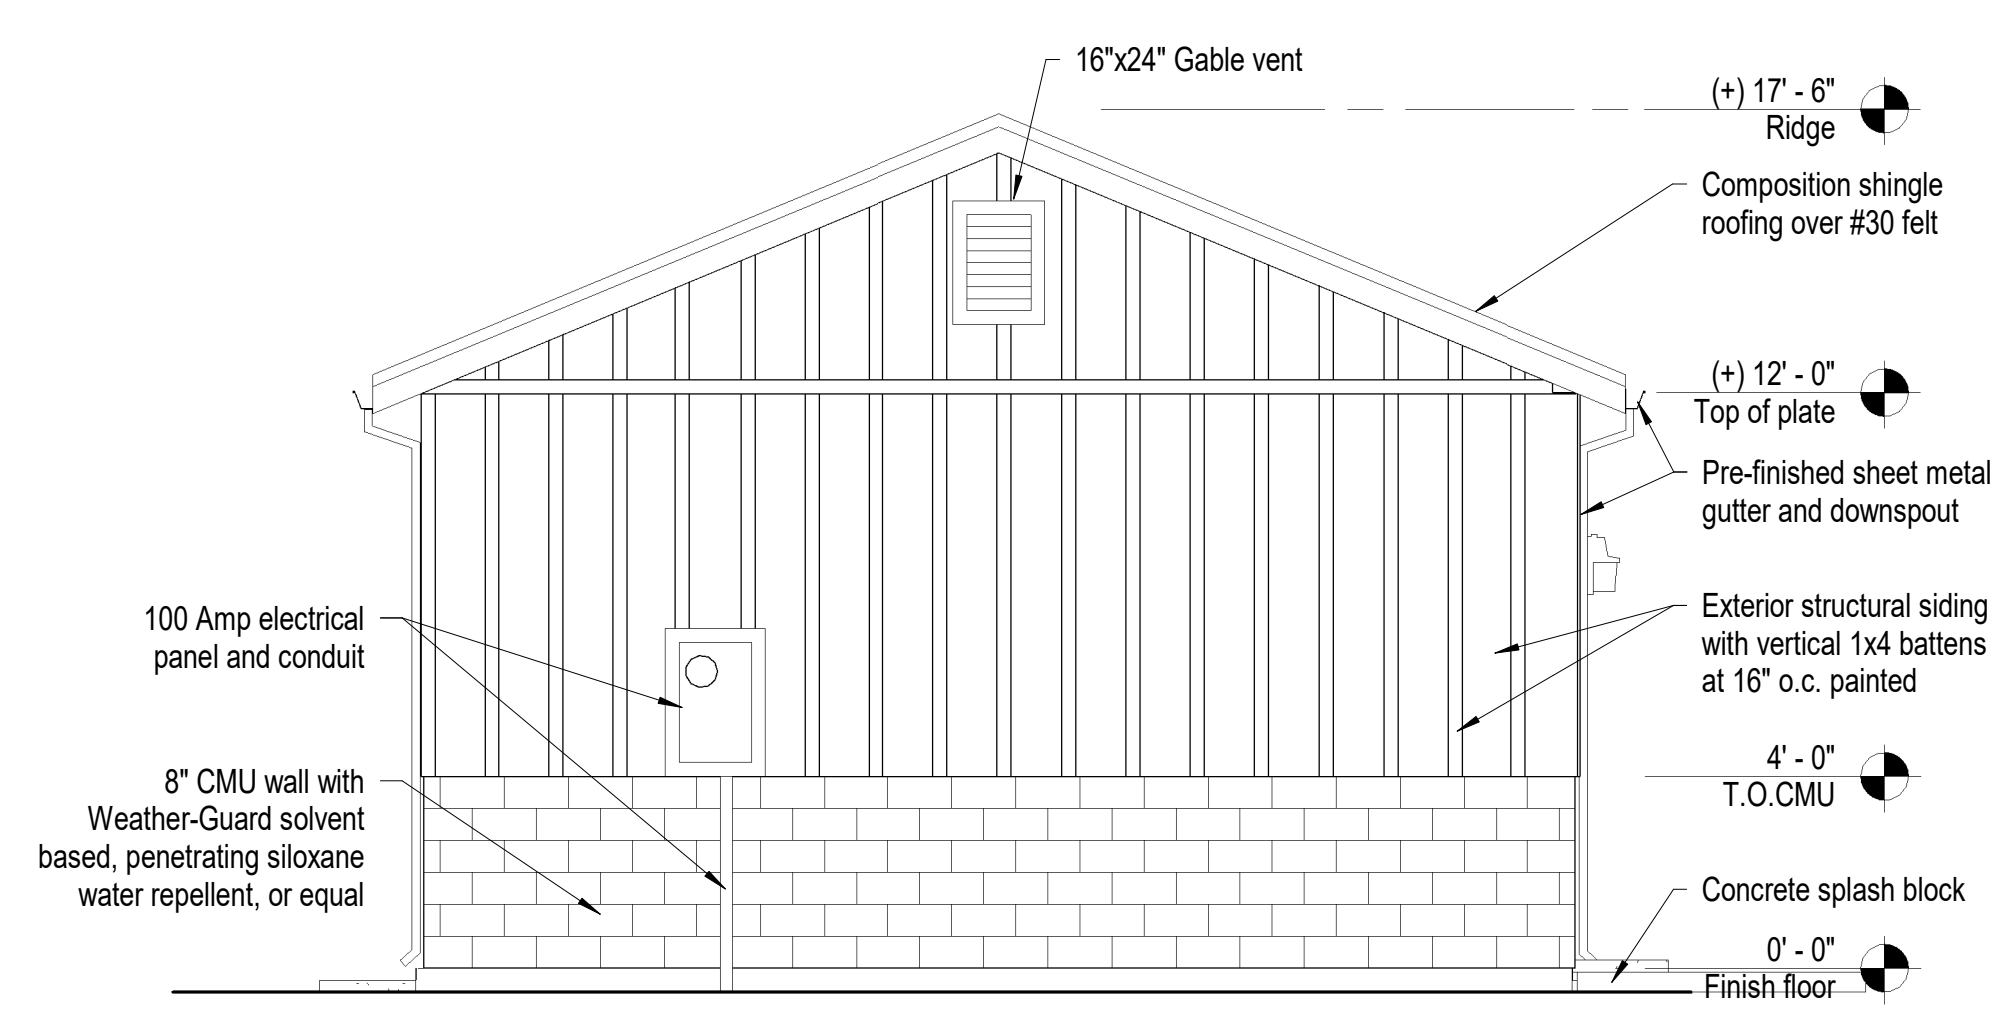 16"x24" Gable vent
(+) 17' - 6"
Ridge
Composition shingle
roofing over #30 felt
(+) 12' - 0"
Top of plate
Pre-finished sheet metal
gutter and downspout
100 Amp electrical
panel and conduit
Exterior structural siding
with vertical 1x4 battens
at 16" o.c. painted
8" CMU wall with
Weather-Guard solvent
based, penetrating siloxane
water repellent, or equal
4' - 0"
T.O.CMU
Concrete splash block
0' - 0"
Finish floor